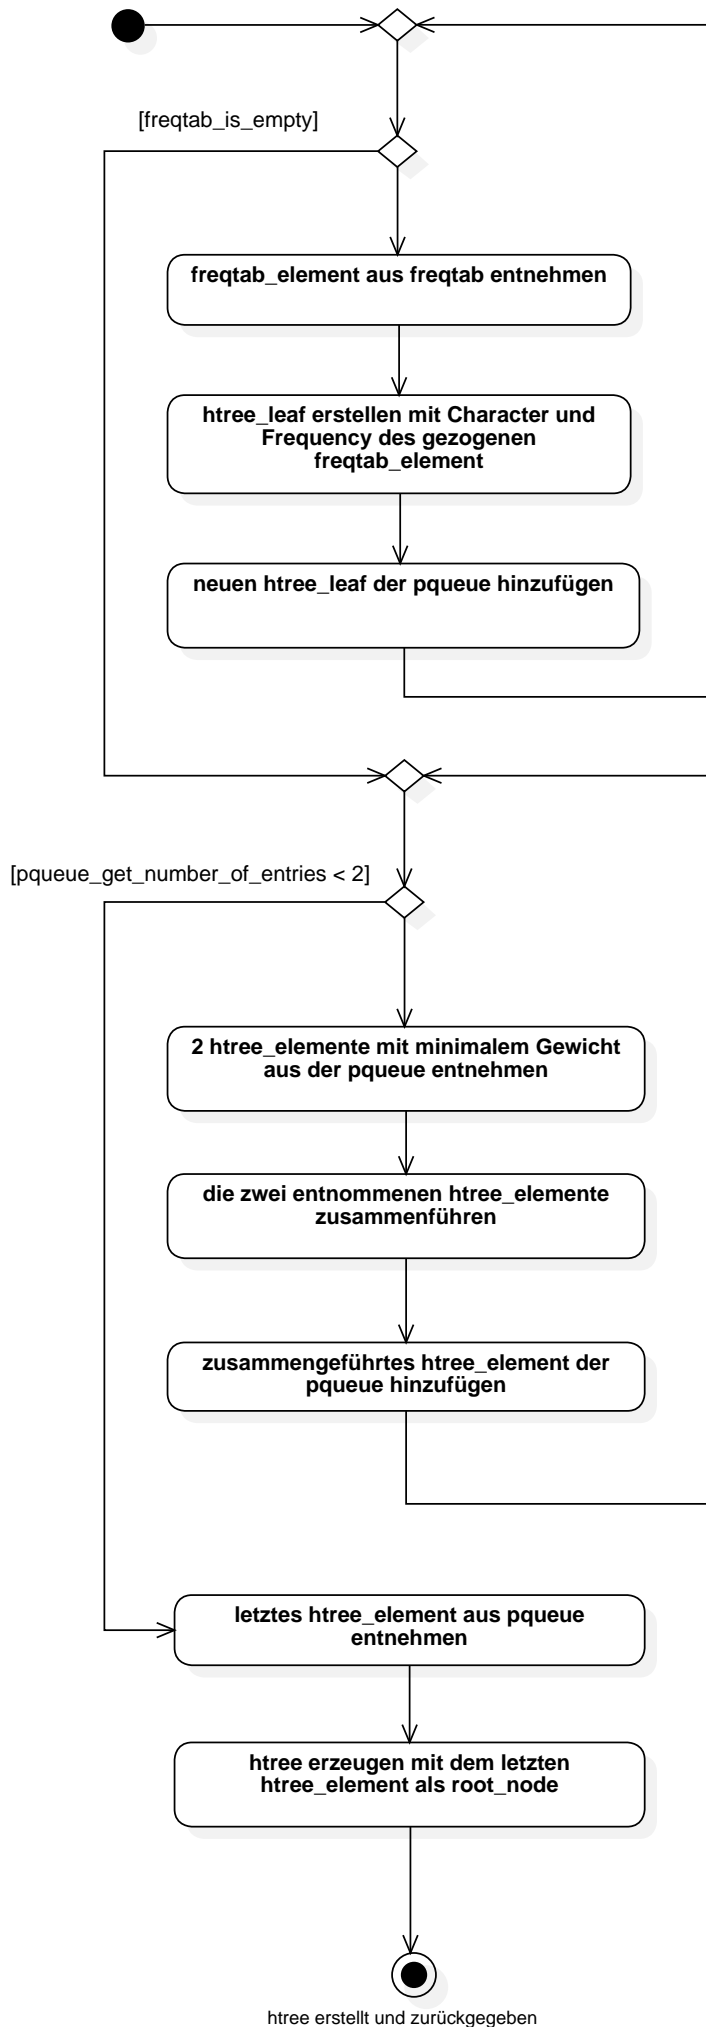 [freqtab_is_empty]
freqtab_element aus freqtab entnehmen
htree_leaf erstellen mit Character und
Frequency des gezogenen
freqtab_element
neuen htree_leaf der pqueue hinzufügen
[pqueue_get_number_of_entries < 2]
2 htree_elemente mit minimalem Gewicht
aus der pqueue entnehmen
die zwei entnommenen htree_elemente
zusammenführen
zusammengeführtes htree_element der
pqueue hinzufügen
letztes htree_element aus pqueue
entnehmen
htree erzeugen mit dem letzten
htree_element als root_node
htree erstellt und zurückgegeben